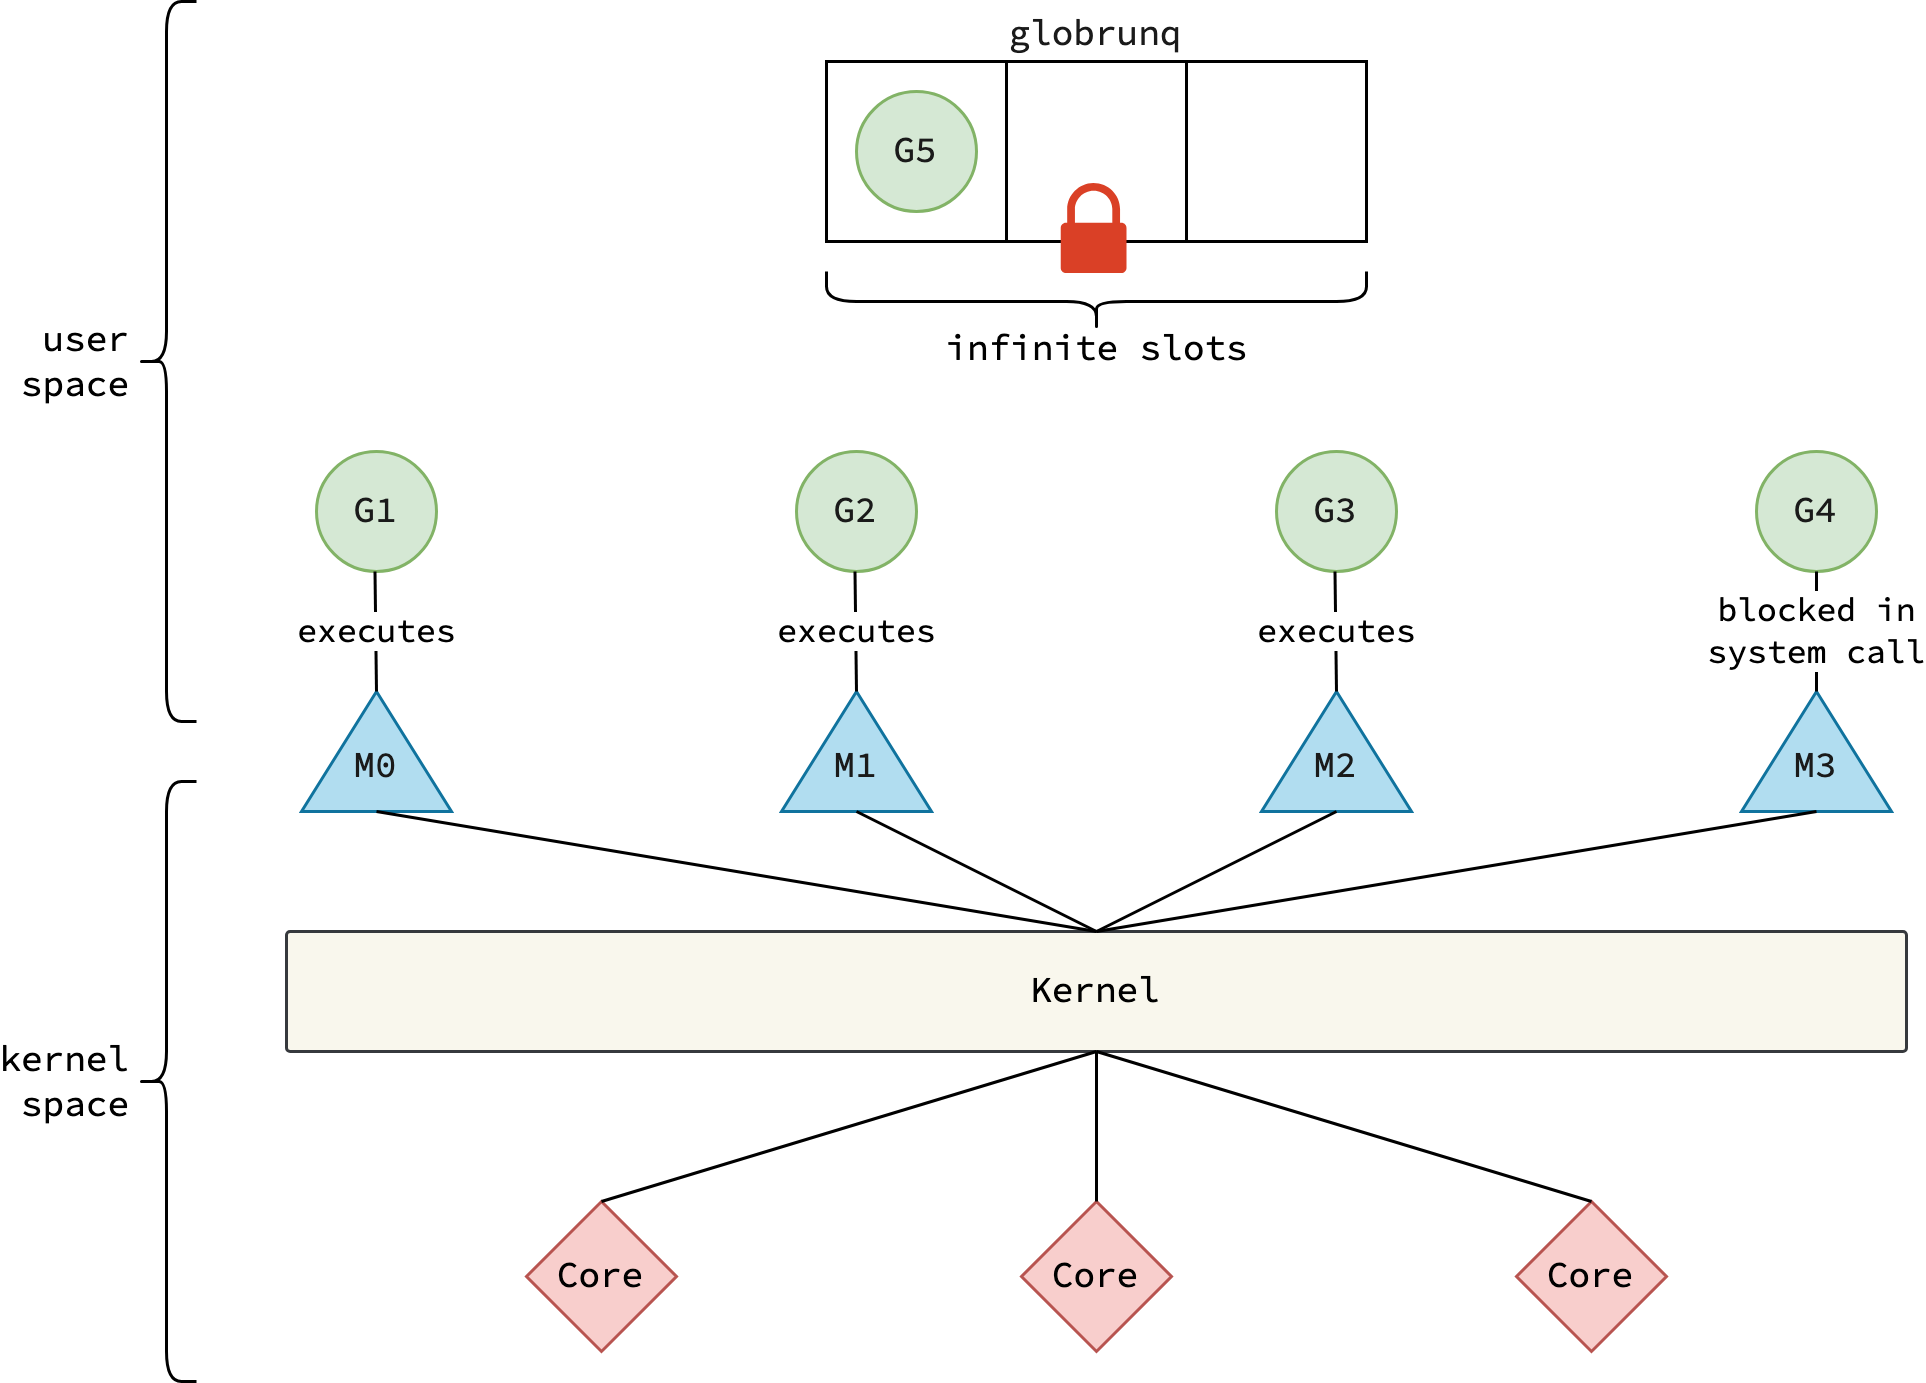 globrunq
G5
infinite slots
user
space
G1
G2
G3
G4
executes
executes
executes
blocked in
system call
M0
M1
M2
M3
Kernel
kernel
space
Core
Core
Core